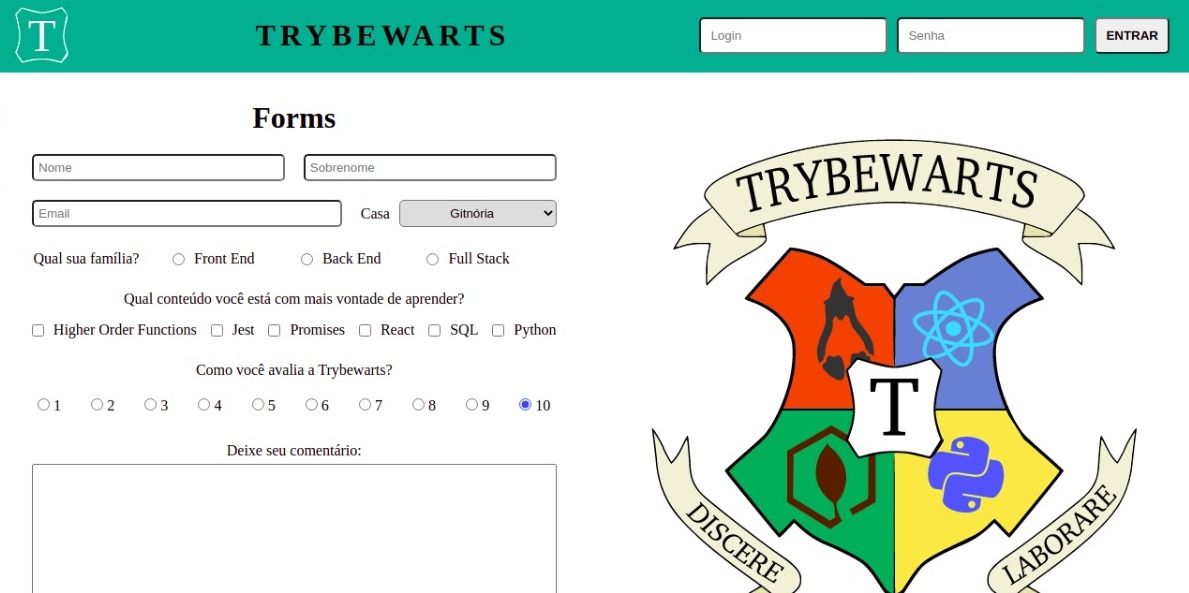 T
TRYBEWARTS
Login
Senha
ENTRAR
Forms
Nome
Sobrenome
Email
Casa
Gitnória
Qual sua família?
Front End
Back End
Full Stack
Qual conteúdo você está com mais vontade de aprender?
Higher Order Functions
Jest
Promises
React
SQL
Python
Como você avalia a Trybewarts?
1 2 3 4 5 6 7 8 9 10
Deixe seu comentário:
TRYBEWARTS
T
DISCERE
LABORARE